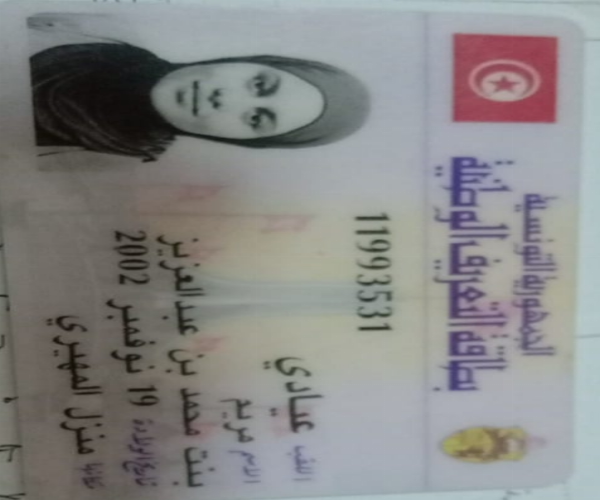 الجمهورية التونسية
بطاقة التعريف الوطنية
11993531
اللقب عيادي
الاسم مريم
بنت محمد بن عبد العزيز
تاريخ الولادة 19 نوفمبر 2002
مكانها منزل المهيري